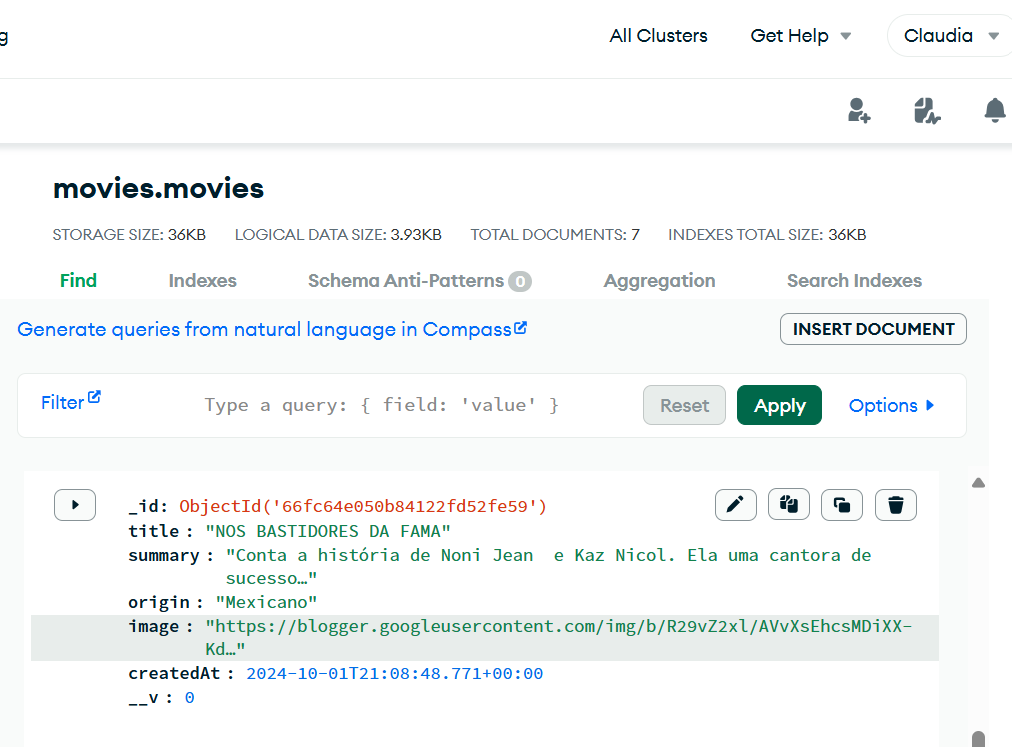 g
All Clusters Get Help Claudia
movies.movies
STORAGE SIZE: 36KB LOGICAL DATA SIZE: 3.93KB TOTAL DOCUMENTS: 7 INDEXES TOTAL SIZE: 36KB
Find Indexes Schema Anti-Patterns 0 Aggregation Search Indexes
Generate queries from natural language in Compass INSERT DOCUMENT
Filter Type a query: { field: 'value' } Reset Apply Options
_id: ObjectId('66fc64e050b84122fd52fe59')
title : "NOS BASTIDORES DA FAMA"
summary : "Conta a história de Noni Jean  e Kaz Nicol. Ela uma cantora de
sucesso…"
origin : "Mexicano"
image : "https://blogger.googleusercontent.com/img/b/R29vZ2xl/AVvXsEhcsMDiXX-
Kd…"
createdAt : 2024-10-01T21:08:48.771+00:00
__v : 0